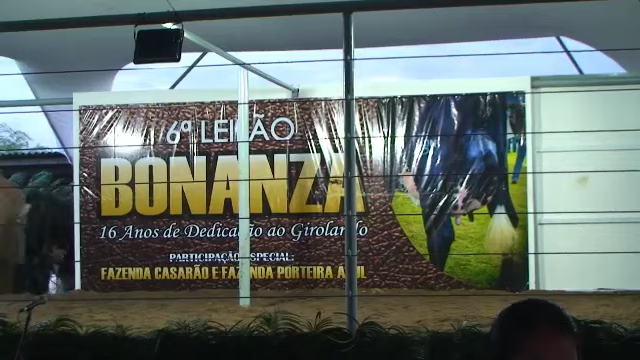 6º LEILÃO
BONANZA
16 Anos de Dedicação ao Girolando
PARTICIPAÇÃO ESPECIAL:
FAZENDA CASARÃO E FAZENDA PORTEIRA AZUL